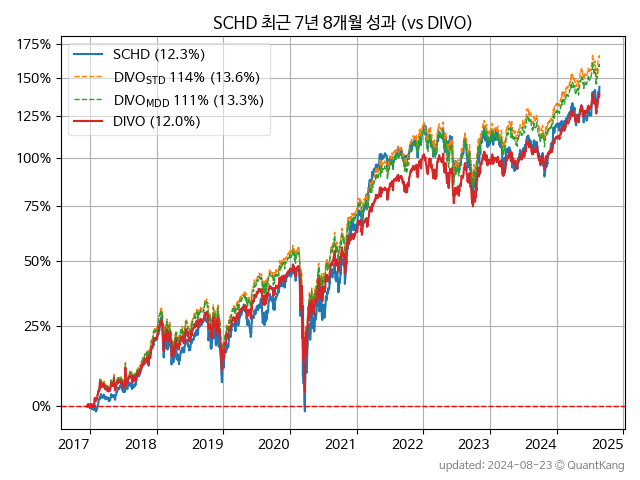 SCHD 최근 7년 8개월 성과 (vs DIVO)
175%
150%
125%
100%
75%
50%
25%
0%
SCHD (12.3%)
DIVO_STD 114% (13.6%)
DIVO_MDD 111% (13.3%)
DIVO (12.0%)
2017 2018 2019 2020 2021 2022 2023 2024 2025
updated: 2024-08-23 © QuantKang